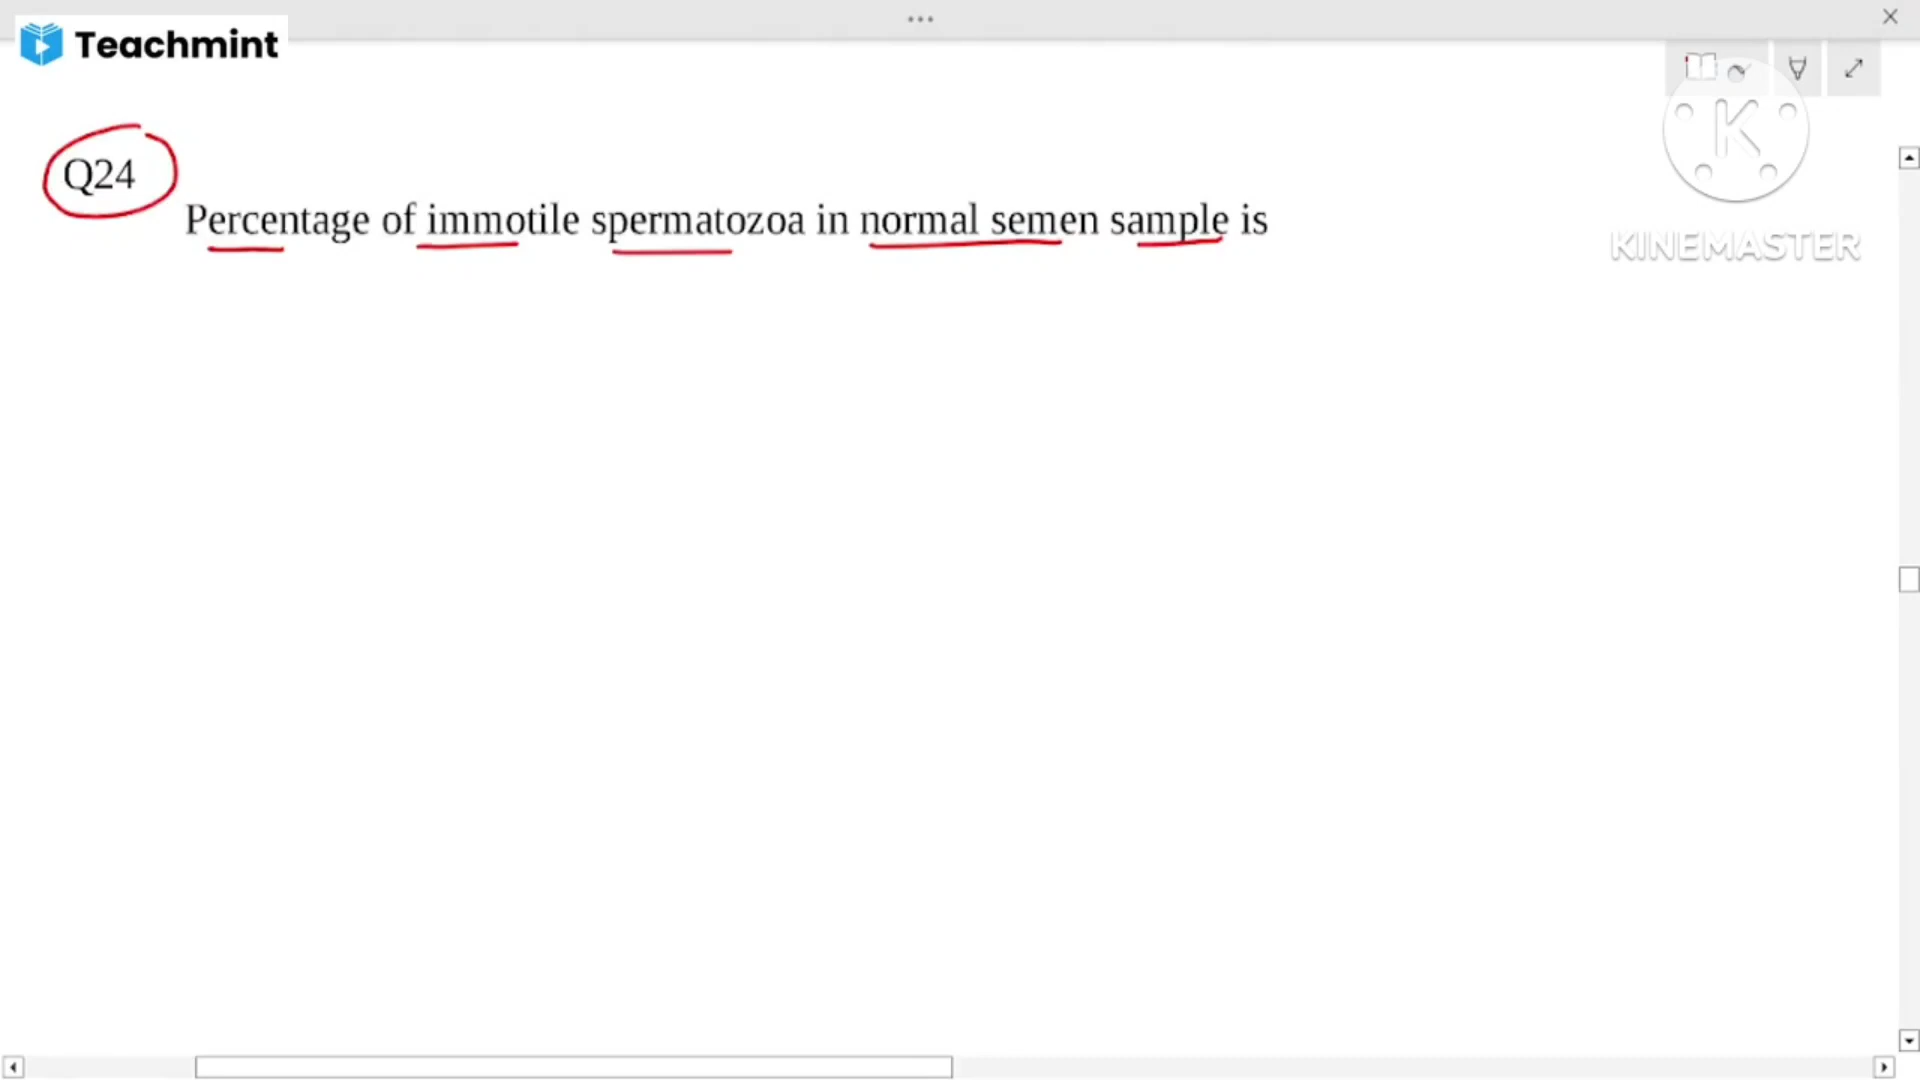 Teachmint
Q24
Percentage of immotile spermatozoa in normal semen sample is
K
KINEMASTER